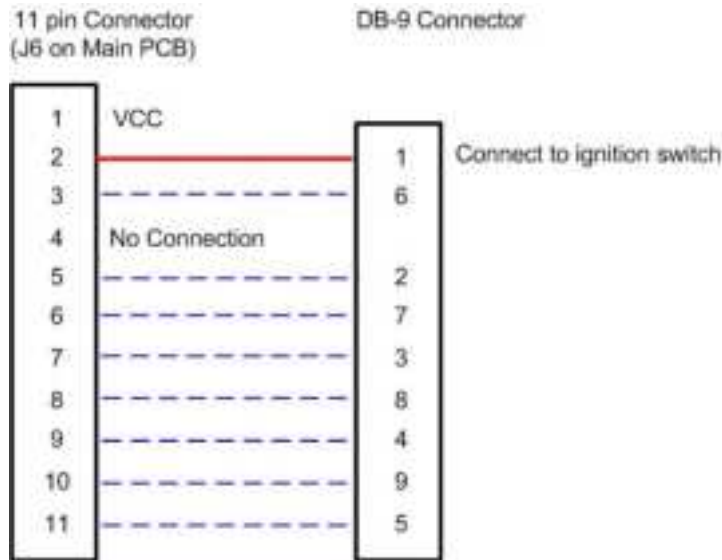 11 pin Connector
(J6 on Main PCB)
DB-9 Connector
1 VCC
2 1 Connect to ignition switch
3 6
4 No Connection
5 2
6 7
7 3
8 8
9 4
10 9
11 5